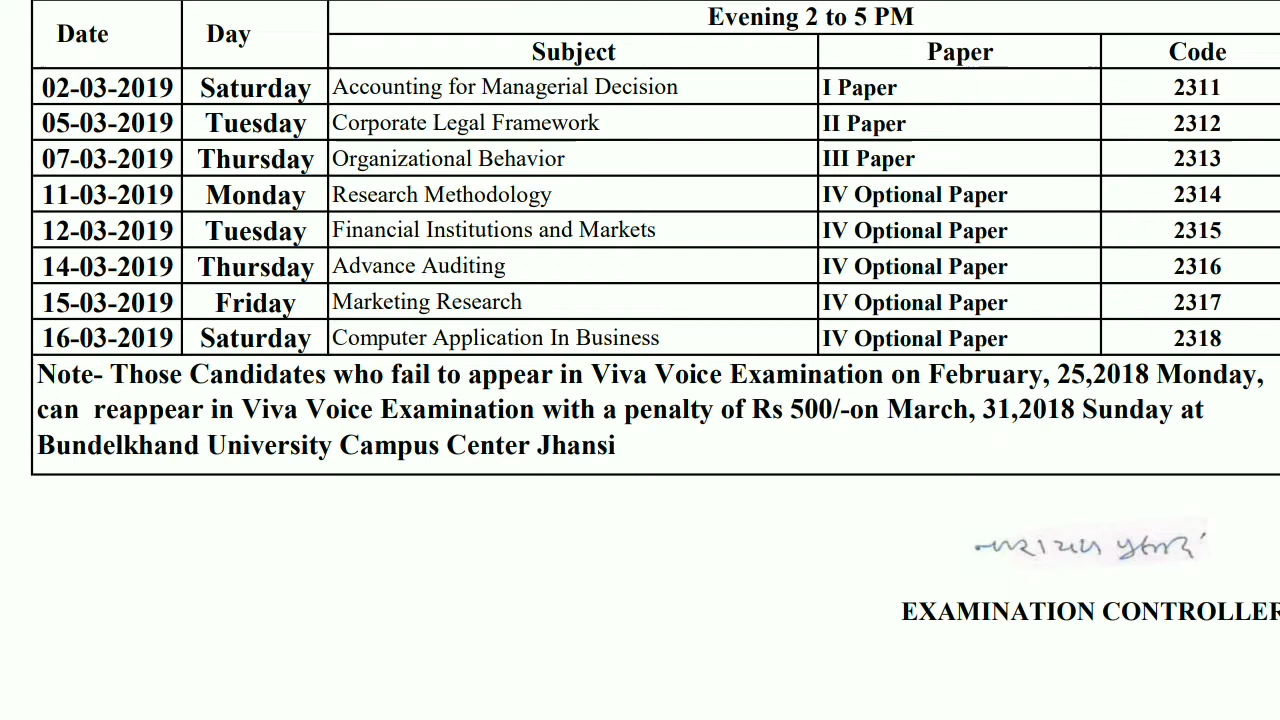 Evening 2 to 5 PM
Date Day Subject Paper Code
02-03-2019 Saturday Accounting for Managerial Decision I Paper 2311
05-03-2019 Tuesday Corporate Legal Framework II Paper 2312
07-03-2019 Thursday Organizational Behavior III Paper 2313
11-03-2019 Monday Research Methodology IV Optional Paper 2314
12-03-2019 Tuesday Financial Institutions and Markets IV Optional Paper 2315
14-03-2019 Thursday Advance Auditing IV Optional Paper 2316
15-03-2019 Friday Marketing Research IV Optional Paper 2317
16-03-2019 Saturday Computer Application In Business IV Optional Paper 2318
Note- Those Candidates who fail to appear in Viva Voice Examination on February, 25,2018 Monday,
can reappear in Viva Voice Examination with a penalty of Rs 500/-on March, 31,2018 Sunday at
Bundelkhand University Campus Center Jhansi
EXAMINATION CONTROLLER